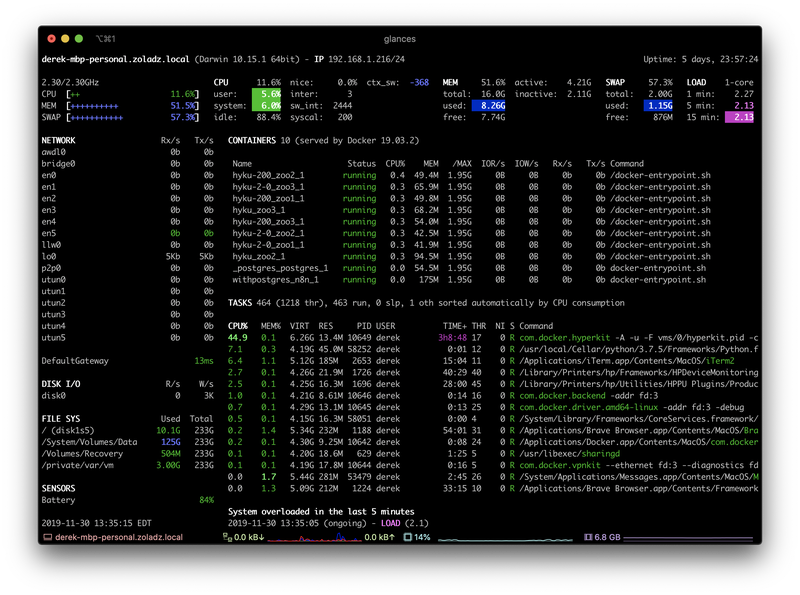 ⌥⌘1
glances
derek-mbp-personal.zoladz.local (Darwin 10.15.1 64bit) - IP 192.168.1.216/24 Uptime: 5 days, 23:57:24
2.30/2.30GHz CPU 11.6% nice: 0.0% ctx_sw: -368 MEM 51.6% active: 4.21G SWAP 57.3% LOAD 1-core
CPU [++ 11.6%] user: 5.6% inter: 3 total: 16.0G inactive: 2.11G total: 2.00G 1 min: 2.27
MEM [++++++++++ 51.5%] system: 6.0% sw_int: 2444 used: 8.26G used: 1.15G 5 min: 2.13
SWAP [+++++++++++ 57.3%] idle: 88.4% syscal: 200 free: 7.74G free: 876M 15 min: 2.13
NETWORK Rx/s Tx/s CONTAINERS 10 (served by Docker 19.03.2)
awdl0 0b 0b
bridge0 0b 0b Name Status CPU% MEM /MAX IOR/s IOW/s Rx/s Tx/s Command
en0 0b 0b hyku-200_zoo2_1 running 0.4 49.4M 1.95G 0B 0B 0b 0b /docker-entrypoint.sh
en1 0b 0b hyku-2-0_zoo3_1 running 0.3 65.9M 1.95G 0B 0B 0b 0b /docker-entrypoint.sh
en2 0b 0b hyku-200_zoo1_1 running 0.3 49.8M 1.95G 0B 0B 0b 0b /docker-entrypoint.sh
en3 0b 0b hyku_zoo3_1 running 0.3 68.2M 1.95G 0B 0B 0b 0b /docker-entrypoint.sh
en4 0b 0b hyku-200_zoo3_1 running 0.3 54.0M 1.95G 0B 0B 0b 0b /docker-entrypoint.sh
en5 0b 0b hyku-2-0_zoo2_1 running 0.3 42.5M 1.95G 0B 0B 0b 0b /docker-entrypoint.sh
llw0 0b 0b hyku-2-0_zoo1_1 running 0.3 41.9M 1.95G 0B 0B 0b 0b /docker-entrypoint.sh
lo0 5Kb 5Kb hyku_zoo2_1 running 0.3 94.5M 1.95G 0B 0B 0b 0b /docker-entrypoint.sh
p2p0 0b 0b _postgres_postgres_1 running 0.0 54.5M 1.95G 0B 0B 0b 0b docker-entrypoint.sh
utun0 0b 0b withpostgres_n8n_1 running 0.0 175M 1.95G 0B 0B 0b 0b /docker-entrypoint.sh
utun1 0b 0b
utun2 0b 0b TASKS 464 (1218 thr), 463 run, 0 slp, 1 oth sorted automatically by CPU consumption
utun3 0b 0b
utun4 0b 0b CPU% MEM% VIRT RES PID USER TIME+ THR NI S Command
utun5 0b 0b 44.9 0.1 6.26G 13.4M 10649 derek 3h8:48 17 0 R com.docker.hyperkit -A -u -F vms/0/hyperkit.pid -c
7.1 0.3 4.19G 45.0M 58252 derek 0:01 12 0 R /usr/local/Cellar/python/3.7.5/Frameworks/Python.f
DefaultGateway 13ms 6.4 1.1 5.12G 185M 2653 derek 15:04 11 0 R /Applications/iTerm.app/Contents/MacOS/iTerm2
2.7 0.1 4.26G 21.9M 1726 derek 40:29 40 0 R /Library/Printers/hp/Frameworks/HPDeviceMonitoring
DISK I/O R/s W/s 2.5 0.1 4.25G 16.3M 1696 derek 28:00 45 0 R /Library/Printers/hp/Utilities/HPPU Plugins/Produc
disk0 0 3K 1.0 0.1 4.21G 8.61M 10646 derek 0:14 16 0 R com.docker.backend -addr fd:3
0.7 0.1 4.29G 13.1M 10645 derek 0:13 25 0 R com.docker.driver.amd64-linux -addr fd:3 -debug
FILE SYS Used Total 0.5 0.1 4.15G 16.3M 58051 derek 0:00 4 0 R /System/Library/Frameworks/CoreServices.framework/
/ (disk1s5) 10.1G 233G 0.2 1.4 5.34G 232M 1188 derek 54:01 31 0 R /Applications/Brave Browser.app/Contents/MacOS/Bra
/System/Volumes/Data 125G 233G 0.2 0.1 4.30G 9.25M 10642 derek 0:08 24 0 R /Applications/Docker.app/Contents/MacOS/com.docker
/Volumes/Recovery 504M 233G 0.1 0.1 4.20G 18.6M 629 derek 1:25 5 0 R /usr/libexec/sharingd
/private/var/vm 3.00G 233G 0.1 0.1 4.19G 17.8M 10644 derek 0:16 5 0 R com.docker.vpnkit --ethernet fd:3 --diagnostics fd
0.0 1.7 5.44G 281M 53479 derek 2:45 26 0 R /System/Applications/Messages.app/Contents/MacOS/M
SENSORS 0.0 1.3 5.09G 212M 1224 derek 33:15 10 0 R /Applications/Brave Browser.app/Contents/Framework
Battery 84%
System overloaded in the last 5 minutes
2019-11-30 13:35:15 EDT 2019-11-30 13:35:05 (ongoing) - LOAD (2.1)
derek-mbp-personal.zoladz.local 0.0 kB↓ 0.0 kB↑ 14% 6.8 GB